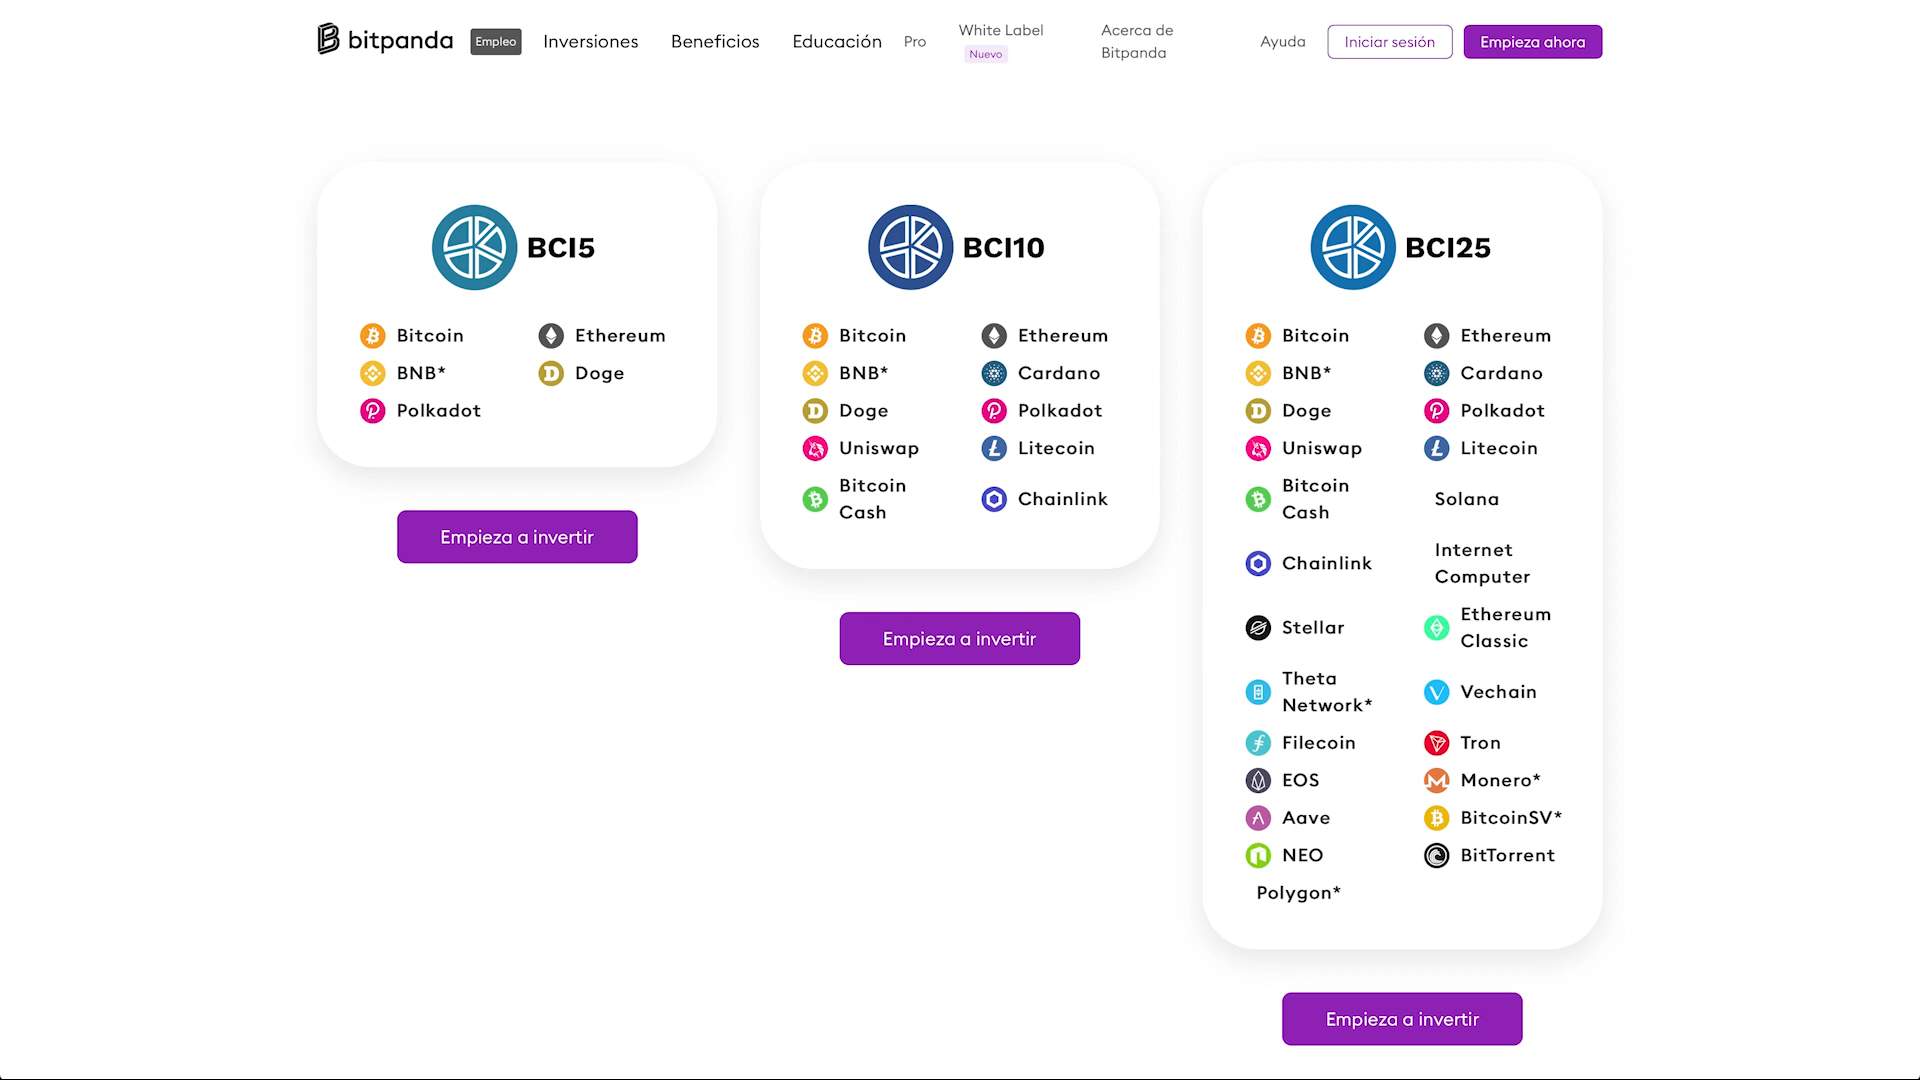 bitpanda Empleo Inversiones Beneficios Educación Pro White Label Nuevo Acerca de Bitpanda Ayuda Iniciar sesión Empieza ahora
BCI5
Bitcoin Ethereum
BNB* Doge
Polkadot
Empieza a invertir
BCI10
Bitcoin Ethereum
BNB* Cardano
Doge Polkadot
Uniswap Litecoin
Bitcoin Cash Chainlink
Empieza a invertir
BCI25
Bitcoin Ethereum
BNB* Cardano
Doge Polkadot
Uniswap Litecoin
Bitcoin Cash Solana
Chainlink Internet Computer
Stellar Ethereum Classic
Theta Network* Vechain
Filecoin Tron
EOS Monero*
Aave BitcoinSV*
NEO BitTorrent
Polygon*
Empieza a invertir